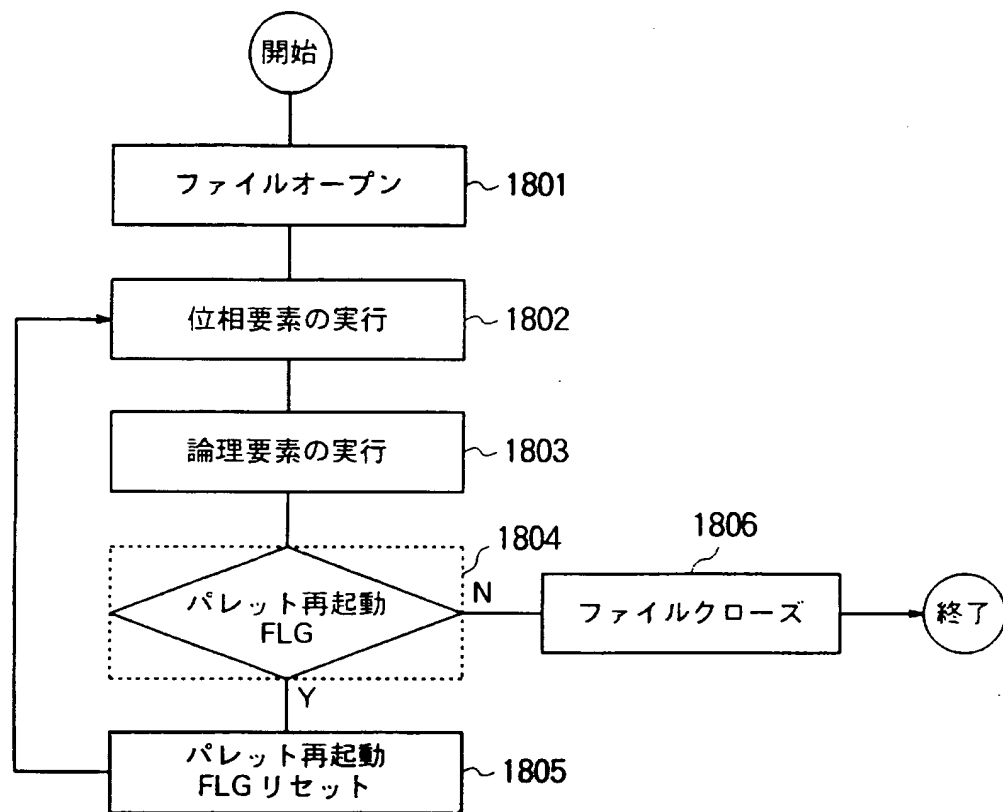 開始
ファイルオープン
1801
位相要素の実行
1802
論理要素の実行
1803
1804
パレット再起動
FLG
N
Y
1806
ファイルクローズ
終了
パレット再起動
FLGリセット
1805